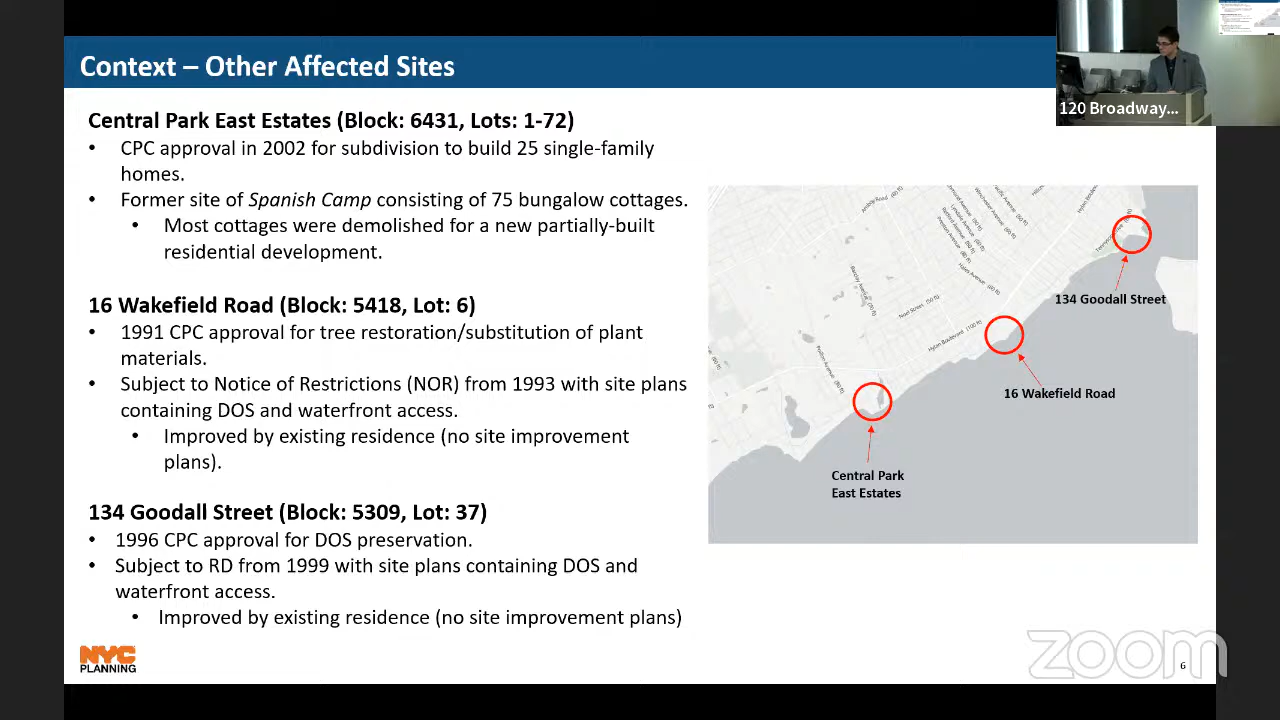 Context – Other Affected Sites
120 Broadway...
Central Park East Estates (Block: 6431, Lots: 1-72)
• CPC approval in 2002 for subdivision to build 25 single-family
homes.
• Former site of Spanish Camp consisting of 75 bungalow cottages.
• Most cottages were demolished for a new partially-built
residential development.
16 Wakefield Road (Block: 5418, Lot: 6)
• 1991 CPC approval for tree restoration/substitution of plant
materials.
• Subject to Notice of Restrictions (NOR) from 1993 with site plans
containing DOS and waterfront access.
• Improved by existing residence (no site improvement
plans).
134 Goodall Street (Block: 5309, Lot: 37)
• 1996 CPC approval for DOS preservation.
• Subject to RD from 1999 with site plans containing DOS and
waterfront access.
• Improved by existing residence (no site improvement plans)
134 Goodall Street
16 Wakefield Road
Central Park
East Estates
Hylan Boulevard (100 ft)
NYC
PLANNING
zoom
6